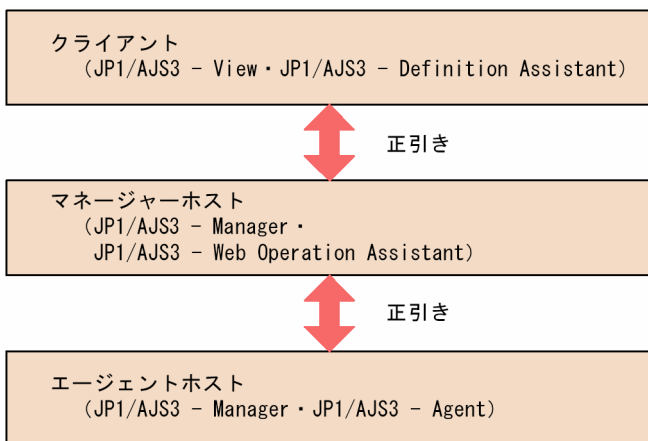 クライアント
(JP1/AJS3 - View・JP1/AJS3 - Definition Assistant)
正引き
マネージャーホスト
(JP1/AJS3 - Manager・
JP1/AJS3 - Web Operation Assistant)
正引き
エージェントホスト
(JP1/AJS3 - Manager・JP1/AJS3 - Agent)